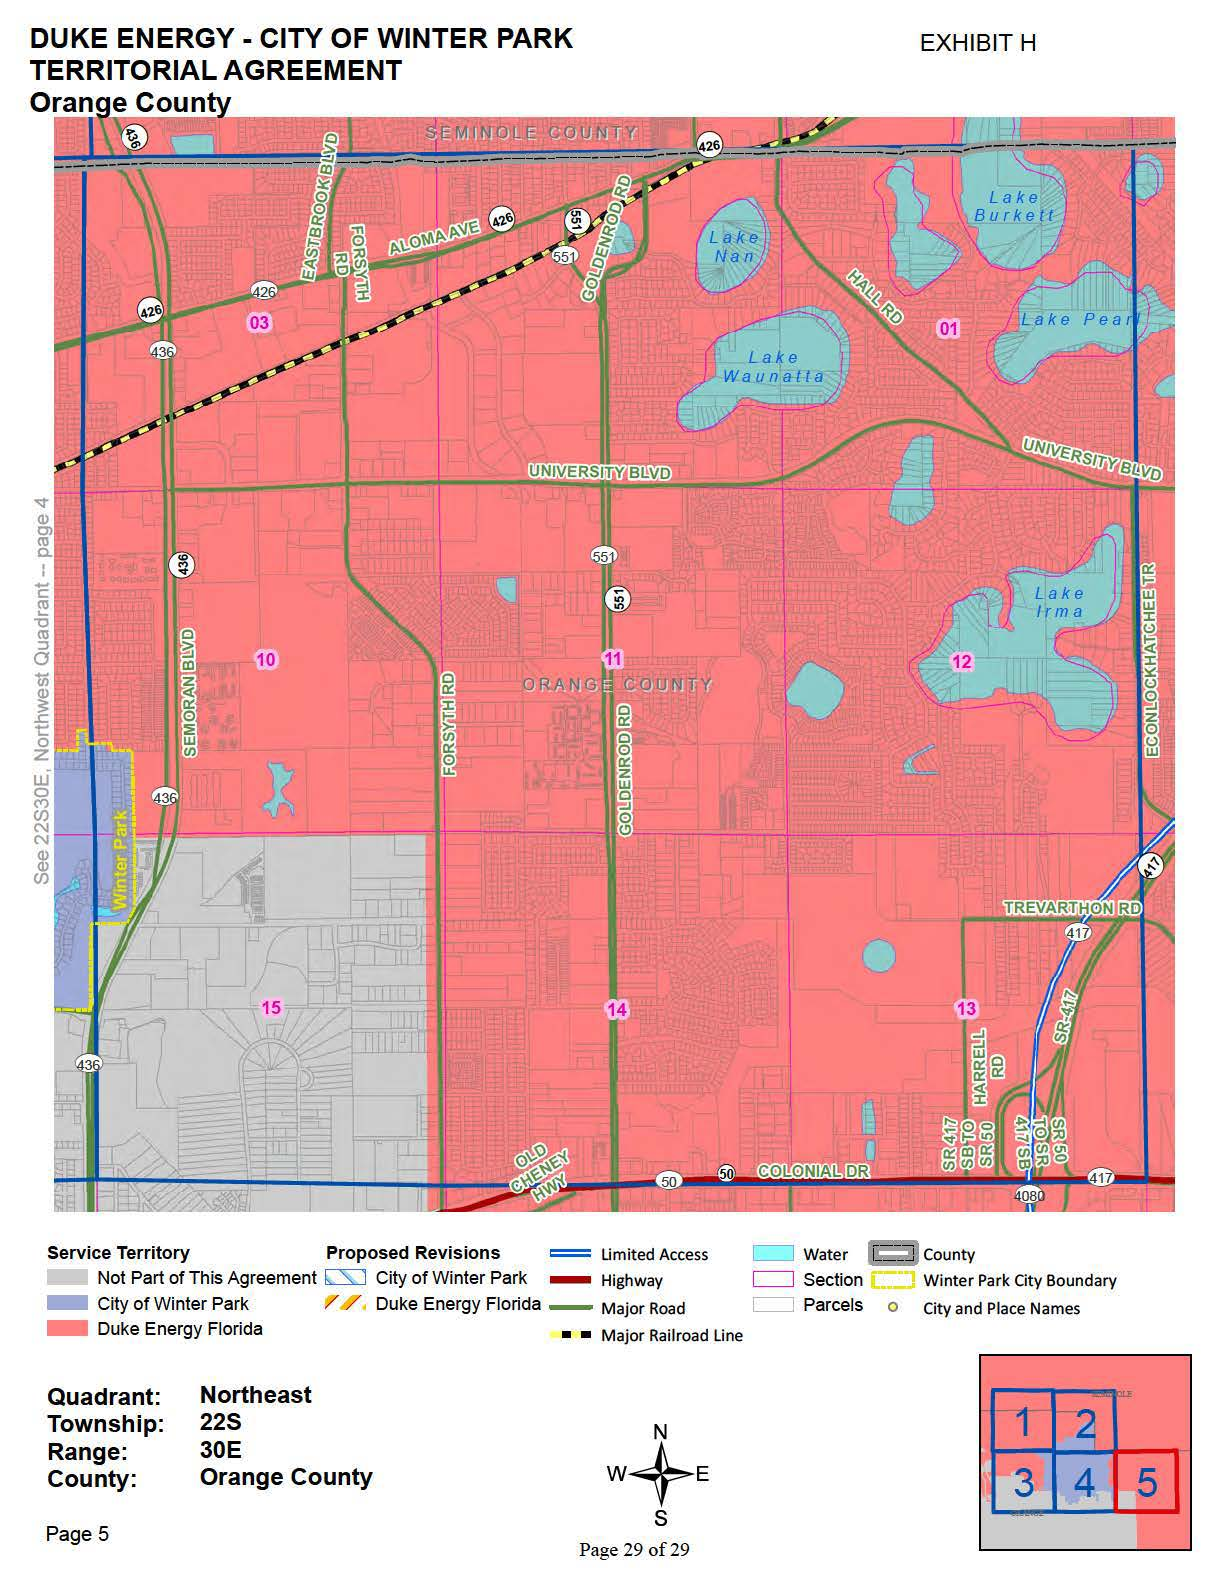 DUKE ENERGY - CITY OF WINTER PARK
TERRITORIAL AGREEMENT
Orange County
EXHIBIT H
SEMINOLE COUNTY
436
426
EASTBROOK BLVD
FORSYTH
RD
ALOMA AVE
426
551
551
GOLDENROD RD
Lake
Nan
Lake
Burkett
HALL RD
Lake Pearl
01
426
426
03
436
Lake
Waunatta
UNIVERSITY BLVD
UNIVERSITY BLVD
See 22S30E, Northwest Quadrant -- page 4
436
551
551
Lake
Irma
ECONLOCKHATCHEE TR
SEMORAN BLVD
10
11
12
ORANGE COUNTY
FORSYTH RD
GOLDENROD RD
436
Winter Park
417
TREVARTHON RD
417
15
14
13
SR-417
HARRELL
RD
436
SR 417
SB TO
SR 50
417 SB
TO SR
SR 50
OLD
CHENEY
HWY
50
50
COLONIAL DR
417
4080
Service Territory
Not Part of This Agreement
City of Winter Park
Duke Energy Florida
Proposed Revisions
City of Winter Park
Duke Energy Florida
Limited Access
Highway
Major Road
Major Railroad Line
Water
Section
Parcels
County
Winter Park City Boundary
City and Place Names
Quadrant: Northeast
Township: 22S
Range: 30E
County: Orange County
Page 5
N
W E
S
Page 29 of 29
SEMINOLE
1 2
3 4 5
ORANGE